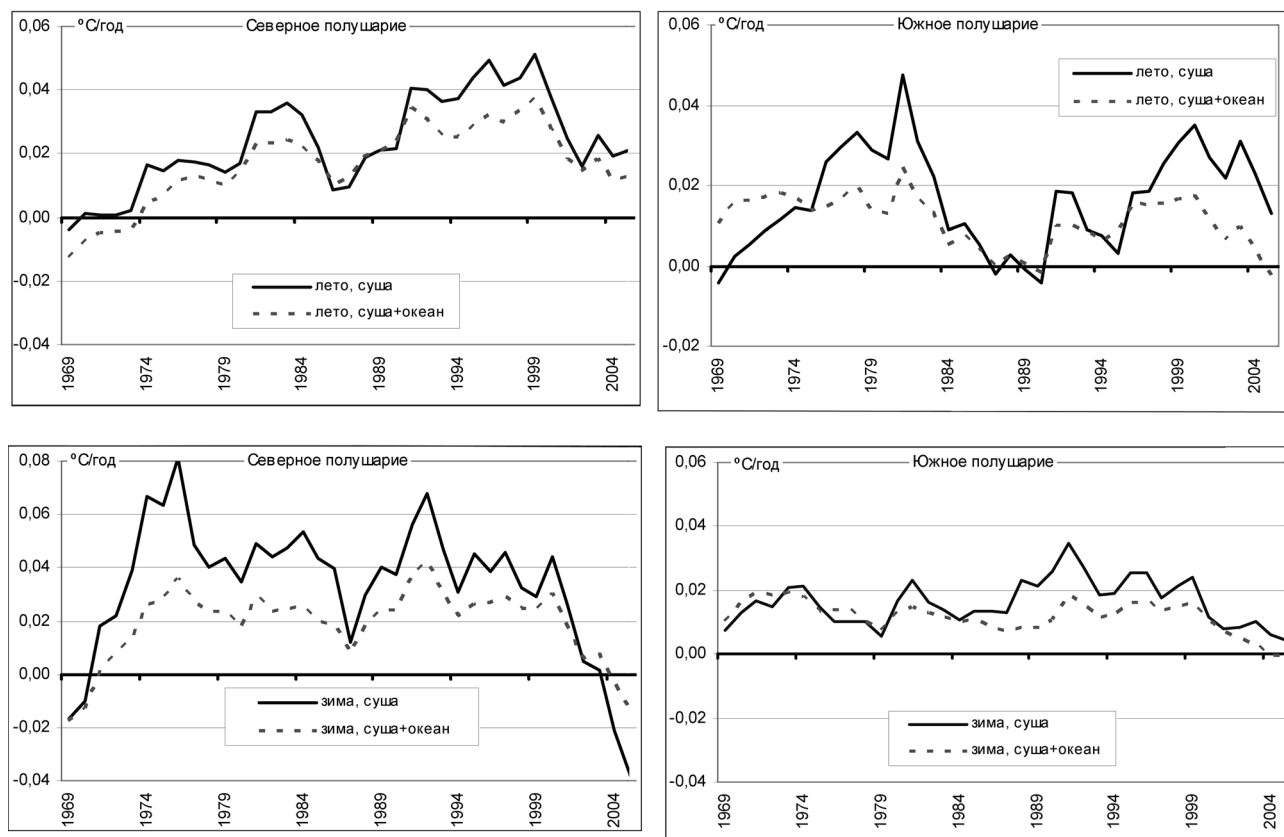 °С/год Северное полушарие
0,06
0,04
0,02
0,00
-0,02
-0,04
лето, суша
лето, суша+океан
1969 1974 1979 1984 1989 1994 1999 2004
0,06
°С/год Южное полушарие
0,04
0,02
0,00
-0,02
лето, суша
лето, суша+океан
1969 1974 1979 1984 1989 1994 1999 2004
0,08
°С/год Северное полушарие
0,06
0,04
0,02
0,00
-0,02
-0,04
зима, суша
зима, суша+океан
1969 1974 1979 1984 1989 1994 1999 2004
0,06
°С/год Южное полушарие
0,04
0,02
0,00
-0,02
-0,04
зима, суша
зима, суша+океан
1969 1974 1979 1984 1989 1994 1999 2004